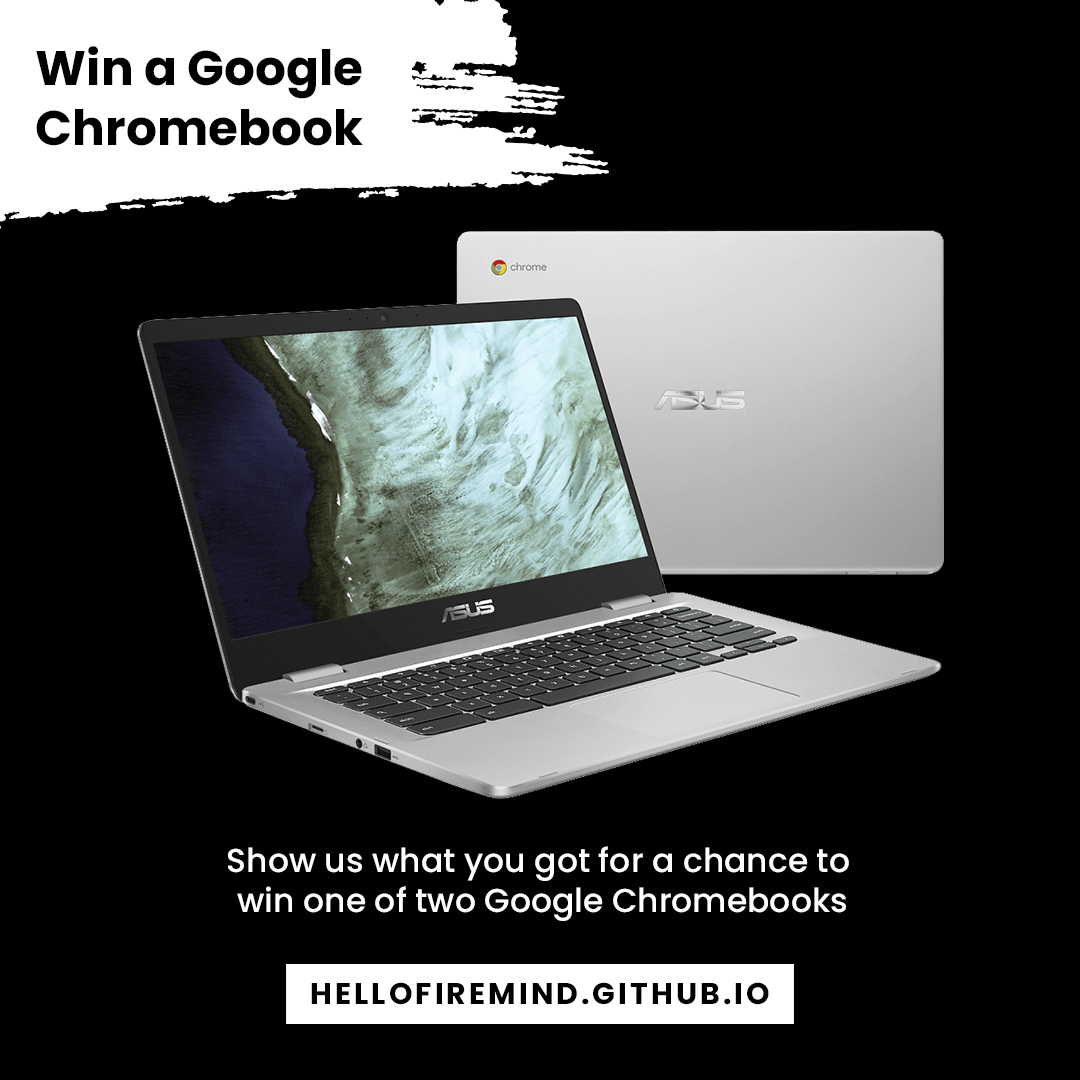 Win a Google
Chromebook
chrome
ASUS
ASUS
Show us what you got for a chance to
win one of two Google Chromebooks
HELLOFIREMIND.GITHUB.IO